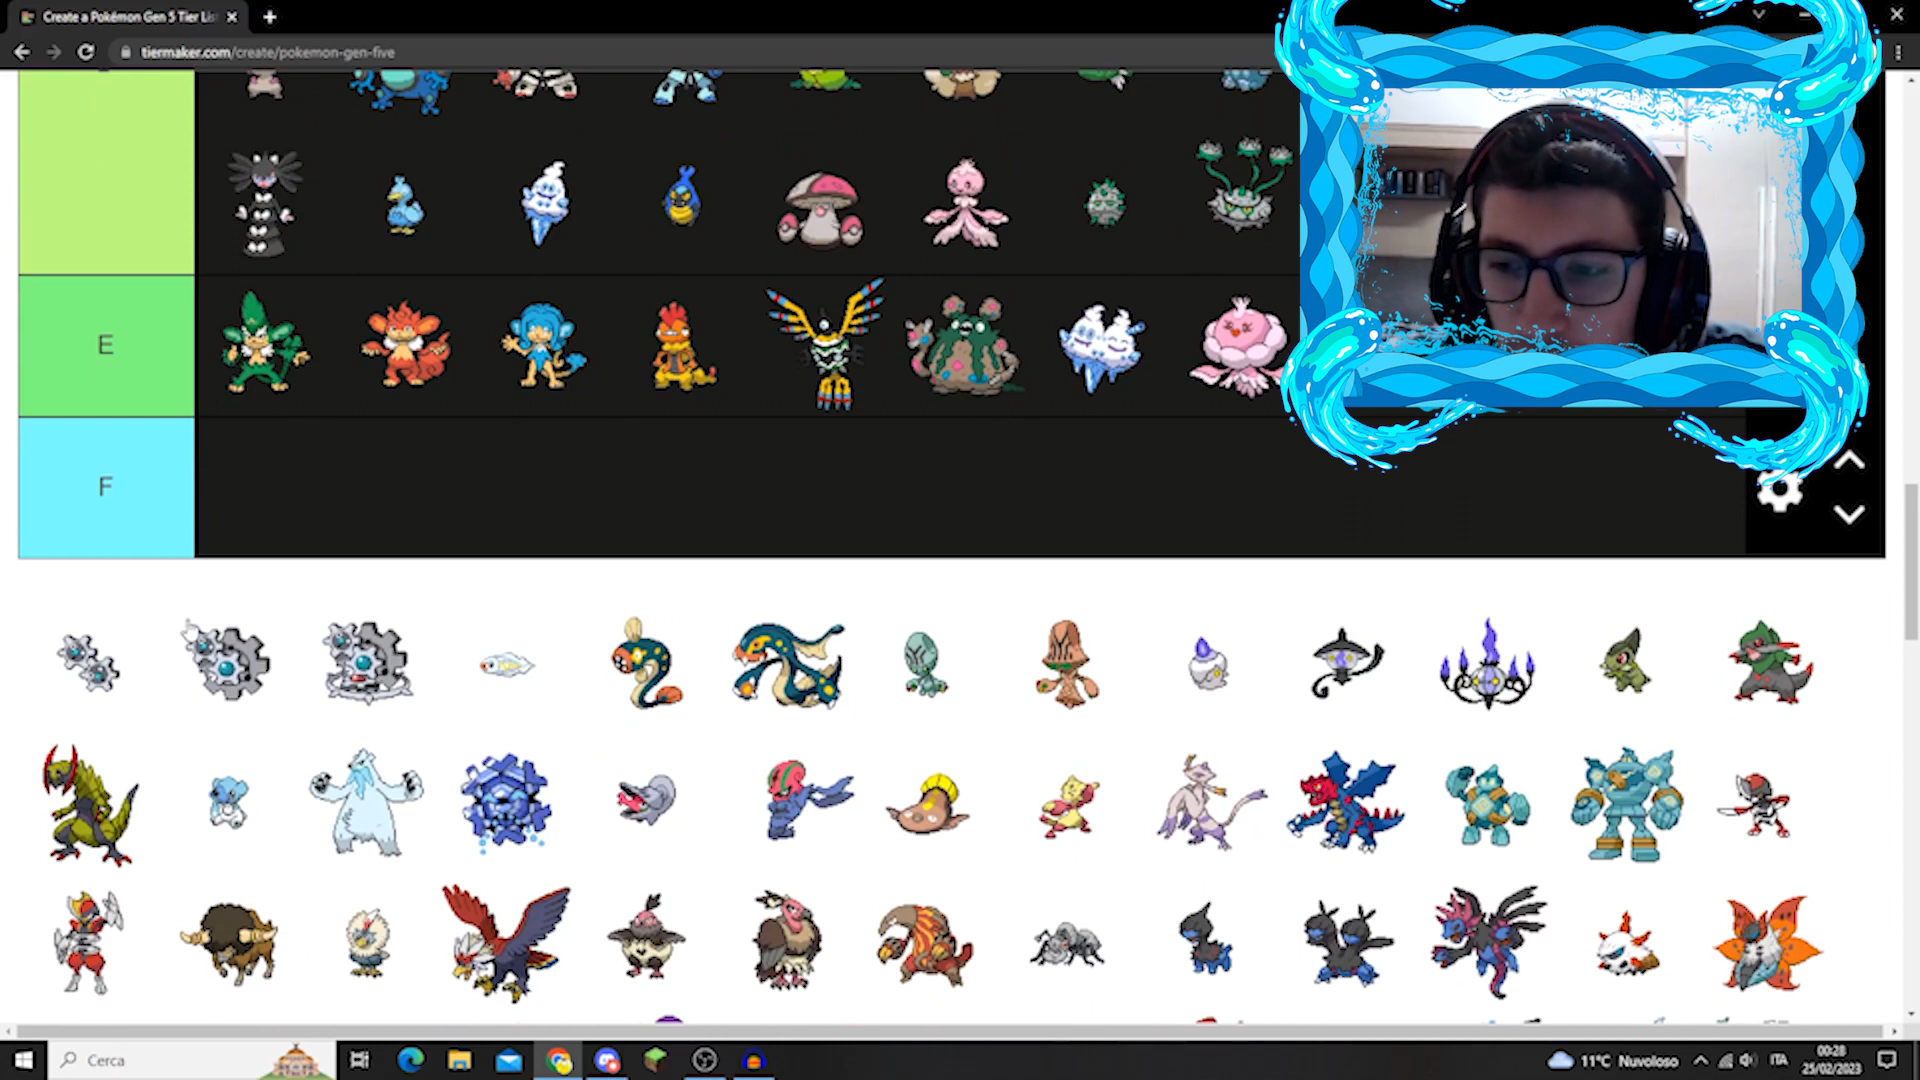 Create a Pokémon Gen 5 Tier Lis
tiermaker.com/create/pokemon-gen-five
E
F
Cerca
11°C Nuvoloso
ITA
00:28
25/02/2023